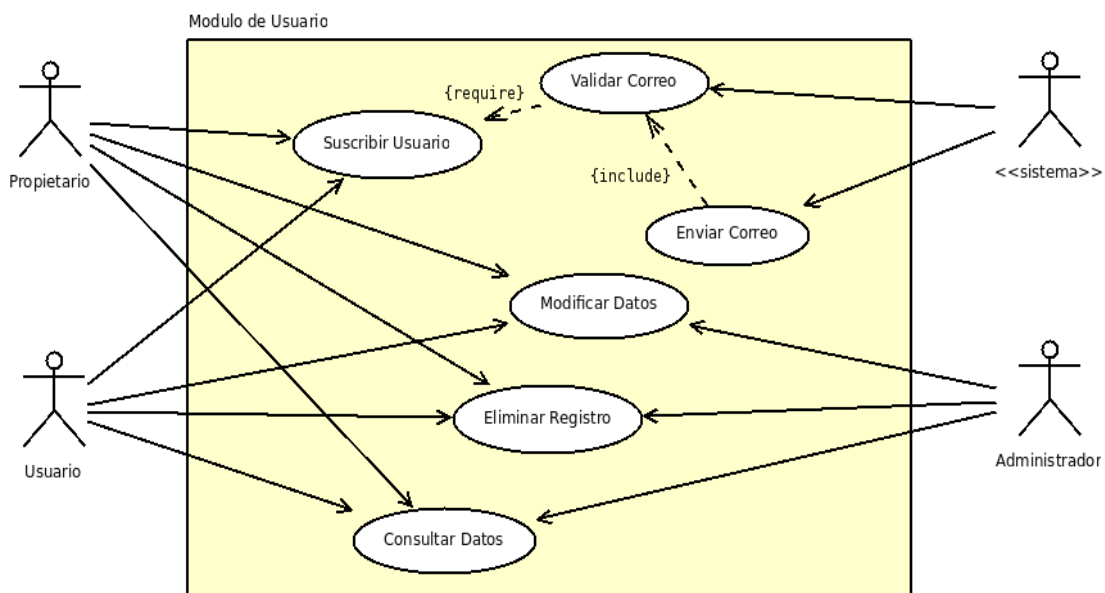 Modulo de Usuario
Validar Correo
{require}
Suscribir Usuario
Propietario
<<sistema>>
{include}
Enviar Correo
Modificar Datos
Eliminar Registro
Usuario
Administrador
Consultar Datos